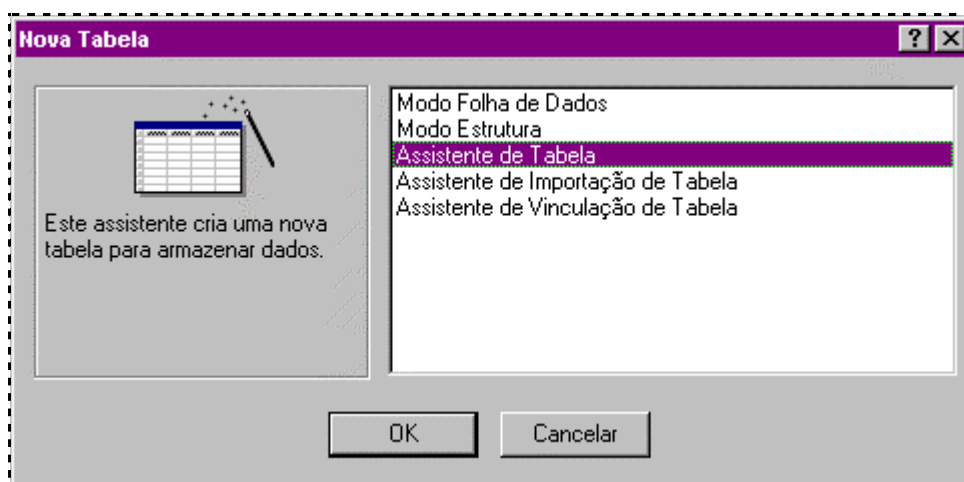 Nova Tabela
Este assistente cria uma nova
tabela para armazenar dados.
Modo Folha de Dados
Modo Estrutura
Assistente de Tabela
Assistente de Importação de Tabela
Assistente de Vinculação de Tabela
OK
Cancelar